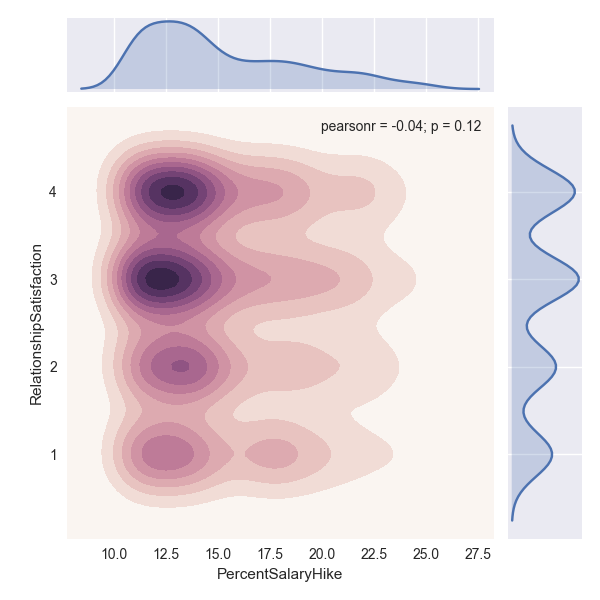 pearsonr = -0.04; p = 0.12
4
3
2
1
RelationshipSatisfaction
10.0 12.5 15.0 17.5 20.0 22.5 25.0 27.5
PercentSalaryHike